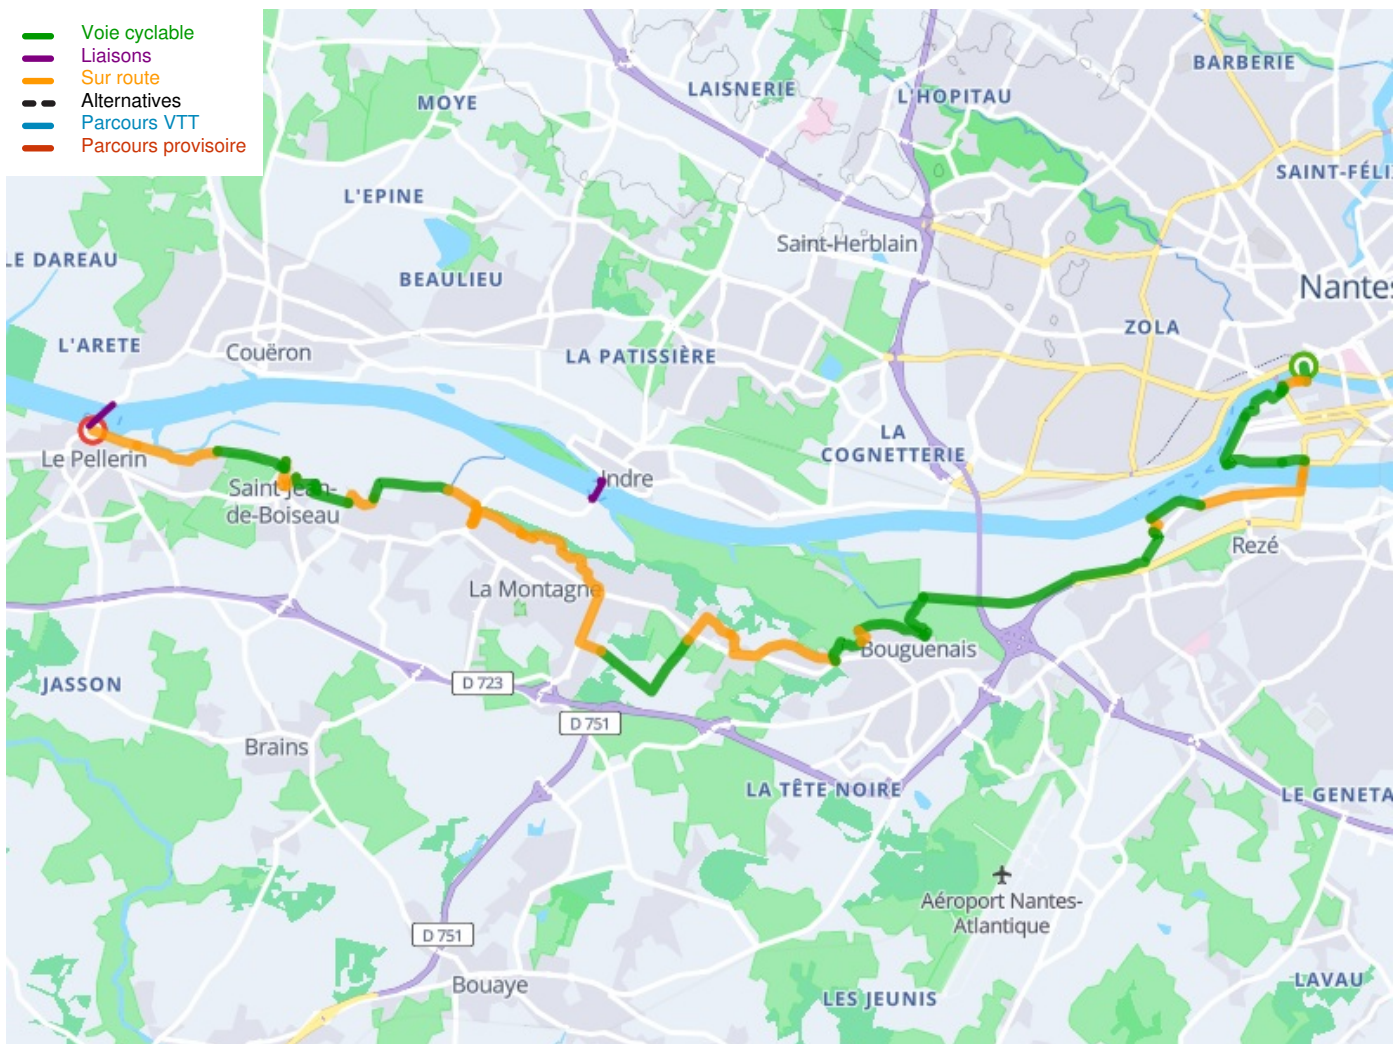 Voie cyclable
Liaisons
Sur route
Alternatives
Parcours VTT
Parcours provisoire
BARBERIE
LAISNERIE
L'HOPITAU
MOYE
SAINT-FÉLI
L'EPINE
Saint-Herblain
LE DAREAU
BEAULIEU
Nantes
ZOLA
L'ARETE
Couëron
LA PATISSIÈRE
LA
COGNETTERIE
Le Pellerin
Indre
Saint-Jean-
de-Boiseau
Rezé
La Montagne
Bouguenais
JASSON
D 723
D 751
Brains
LA TÊTE NOIRE
LE GENETA
Aéroport Nantes-
Atlantique
D 751
Bouaye
LAVAU
LES JEUNIS